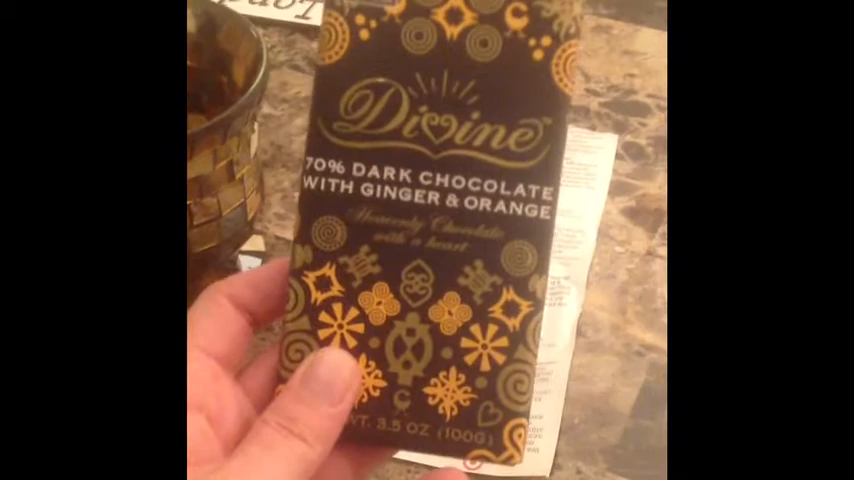 Divine
70% DARK CHOCOLATE
WITH GINGER & ORANGE
Heavenly Chocolate
with a heart
WT. 3.5 OZ (100G)